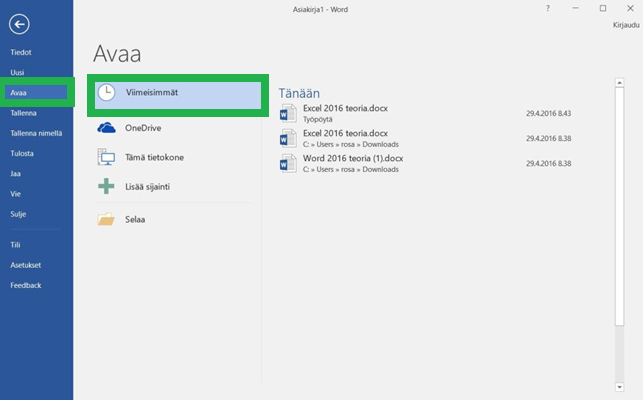 Asiakirja1 - Word
?
Kirjaudu
Tiedot
Uusi
Avaa
Tallenna
Tallenna nimellä
Tulosta
Jaa
Vie
Sulje
Tili
Asetukset
Feedback
Avaa
Viimeisimmät
OneDrive
Tämä tietokone
Lisää sijainti
Selaa
Tänään
Excel 2016 teoria.docx
Työpöytä
29.4.2016 8.43
Excel 2016 teoria.docx
C: » Users » rosa » Downloads
29.4.2016 8.38
Word 2016 teoria (1).docx
C: » Users » rosa » Downloads
29.4.2016 8.38